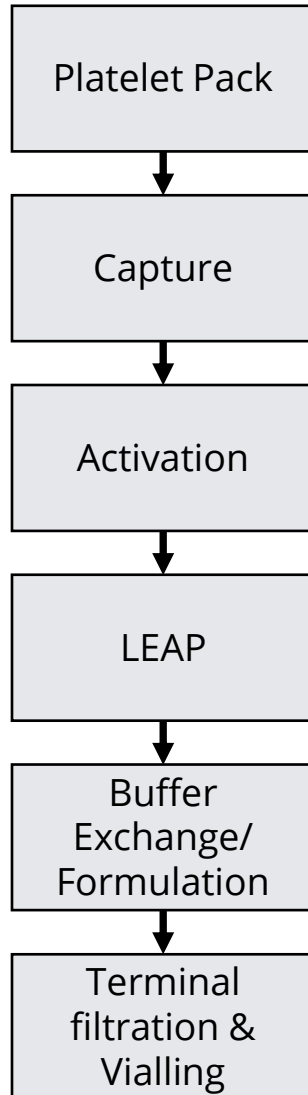 Platelet Pack
Capture
Activation
LEAP
Buffer
Exchange/
Formulation
Terminal
filtration &
Vialling